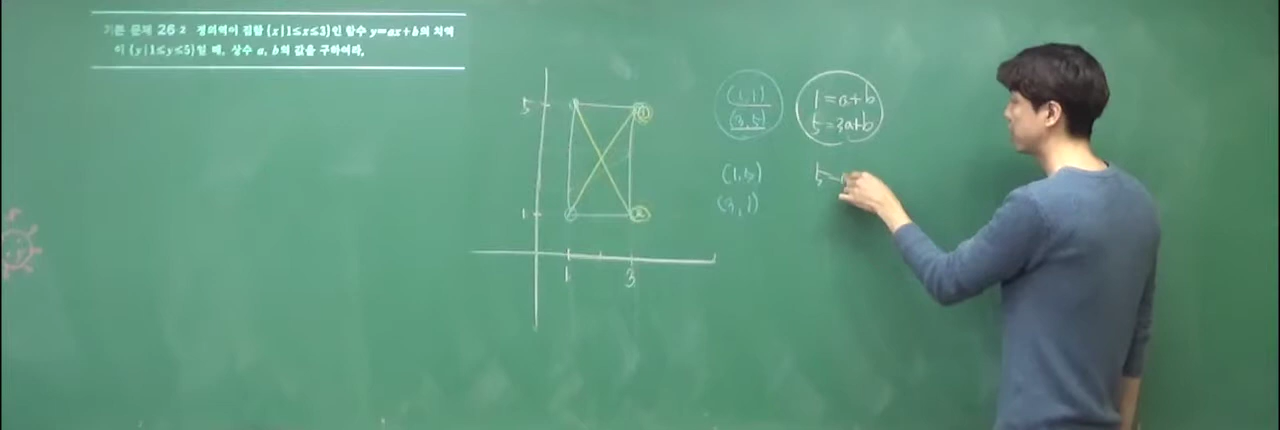 기본 문제 26·2 정의역이 집합 {x|1≤x≤3}인 함수 y=ax+b의 치역
이 {y|1≤y≤5}일 때, 상수 a, b의 값을 구하여라.
5
1
1 3
①
②
(1,1)
(3,5)
1=a+b
5=3a+b
(1,5)
(3,1)
5=